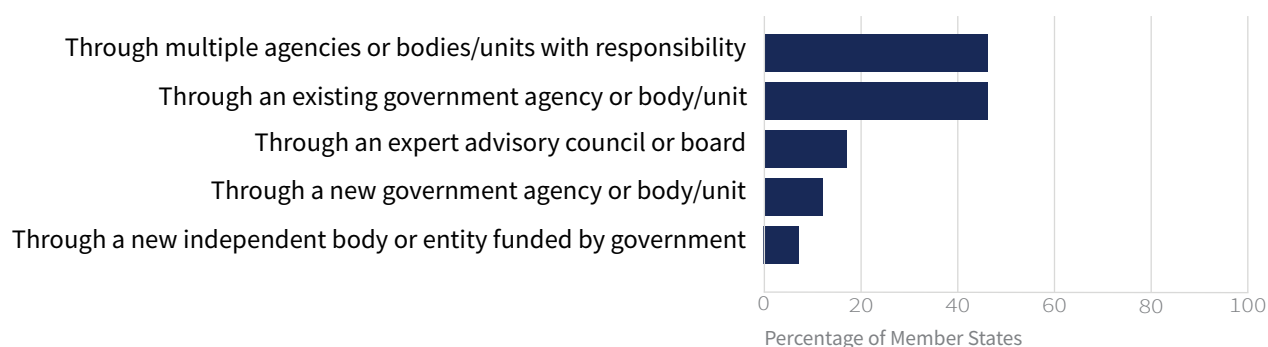 Through multiple agencies or bodies/units with responsibility
Through an existing government agency or body/unit
Through an expert advisory council or board
Through a new government agency or body/unit
Through a new independent body or entity funded by government
0 20 40 60 80 100
Percentage of Member States